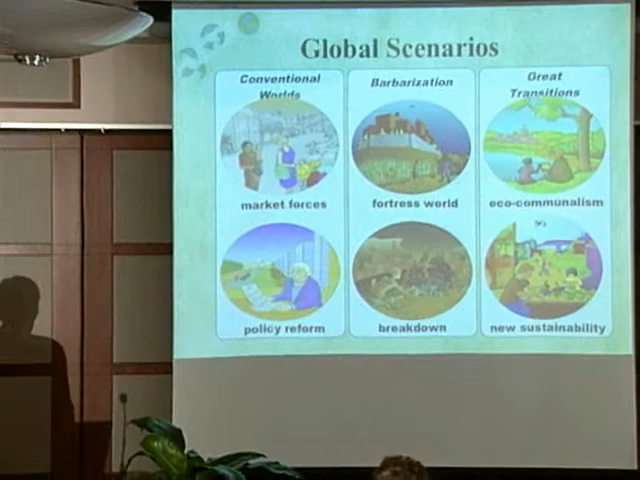 Global Scenarios
Conventional
Worlds
Barbarization
Great
Transitions
market forces
fortress world
eco-communalism
policy reform
breakdown
new sustainability